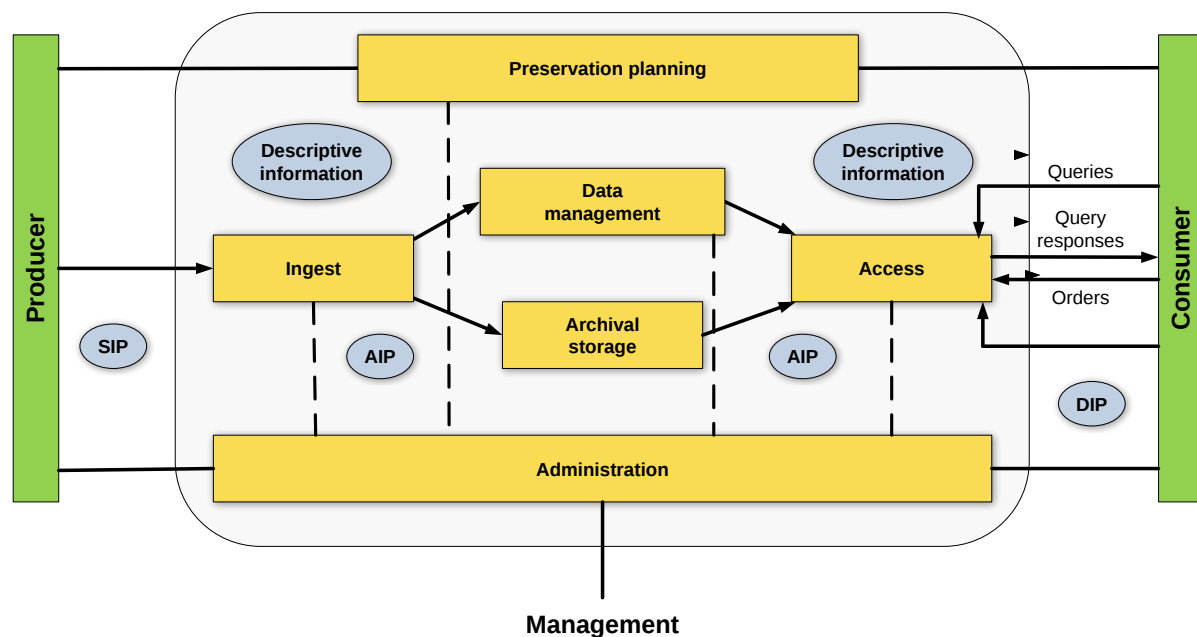 Preservation planning
Descriptive
information
Descriptive
information
Queries
Data
management
Query
responses
Producer
Ingest
Access
Consumer
Orders
Archival
storage
SIP
AIP
AIP
DIP
Administration
Management